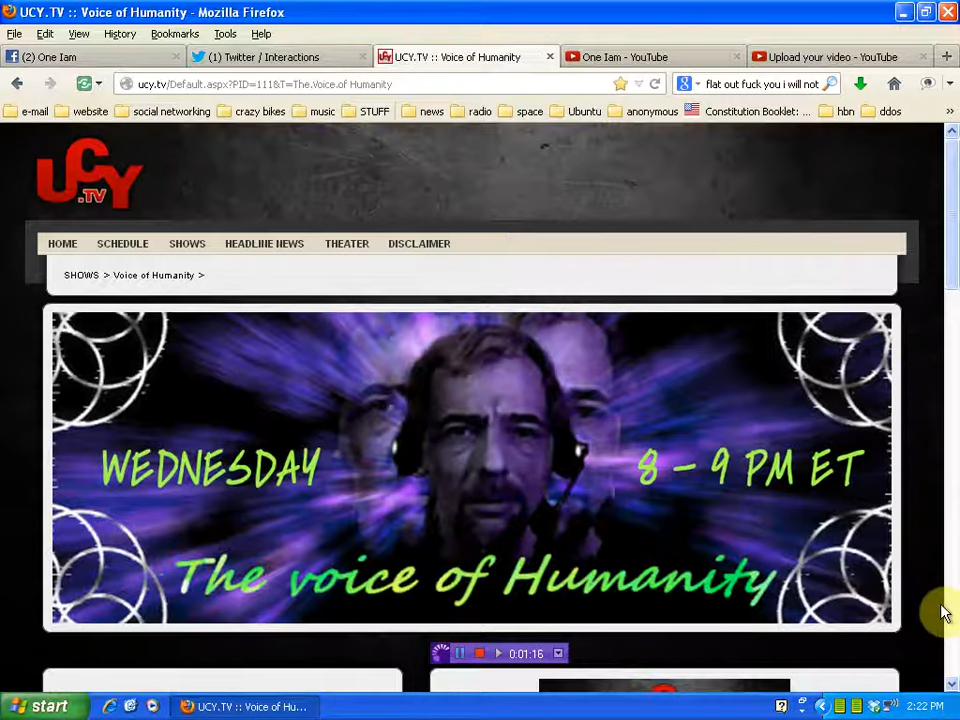 UCY.TV :: Voice of Humanity - Mozilla Firefox
File Edit View History Bookmarks Tools Help
(2) One Iam
(1) Twitter / Interactions
UCY.TV :: Voice of Humanity
One Iam - YouTube
Upload your video - YouTube
ucy.tv/Default.aspx?PID=111&T=The.Voice.of.Humanity
flat out fuck you i will not
e-mail website social networking crazy bikes music STUFF news radio space Ubuntu anonymous Constitution Booklet: ... hbn ddos
UCY
.TV
HOME SCHEDULE SHOWS HEADLINE NEWS THEATER DISCLAIMER
SHOWS > Voice of Humanity >
WEDNESDAY
8 - 9 PM ET
The voice of Humanity
0:01:16
start
UCY.TV :: Voice of Hu...
2:22 PM